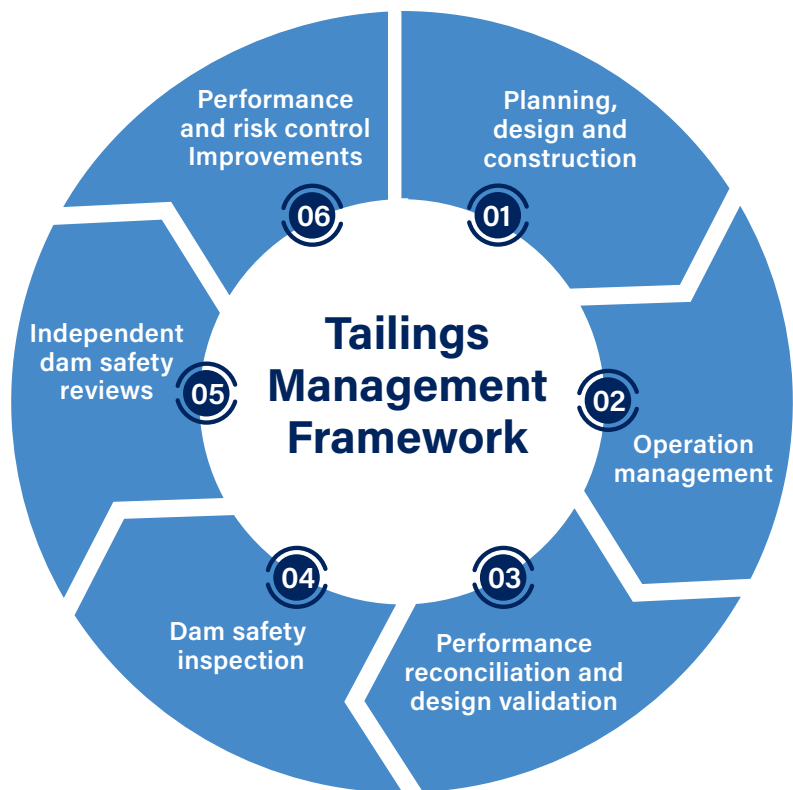 Tailings
Management
Framework
01
Planning,
design and
construction
02
Operation
management
03
Performance
reconciliation and
design validation
04
Dam safety
inspection
05
Independent
dam safety
reviews
06
Performance
and risk control
Improvements